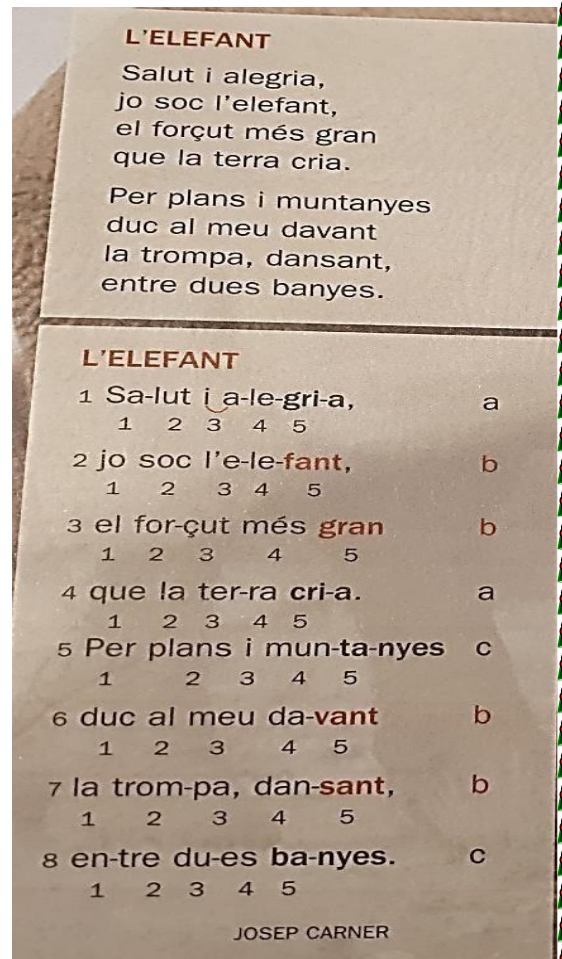 L'ELEFANT
Salut i alegria,
jo soc l'elefant,
el forçut més gran
que la terra cria.
Per plans i muntanyes
duc al meu davant
la trompa, dansant,
entre dues banyes.
L'ELEFANT
1 Sa-lut i a-le-gri-a, a
1 2 3 4 5
2 jo soc l'e-le-fant, b
1 2 3 4 5
3 el for-çut més gran b
1 2 3 4 5
4 que la ter-ra cri-a. a
1 2 3 4 5
5 Per plans i mun-ta-nyes c
1 2 3 4 5
6 duc al meu da-vant b
1 2 3 4 5
7 la trom-pa, dan-sant, b
1 2 3 4 5
8 en-tre du-es ba-nyes. c
1 2 3 4 5
JOSEP CARNER